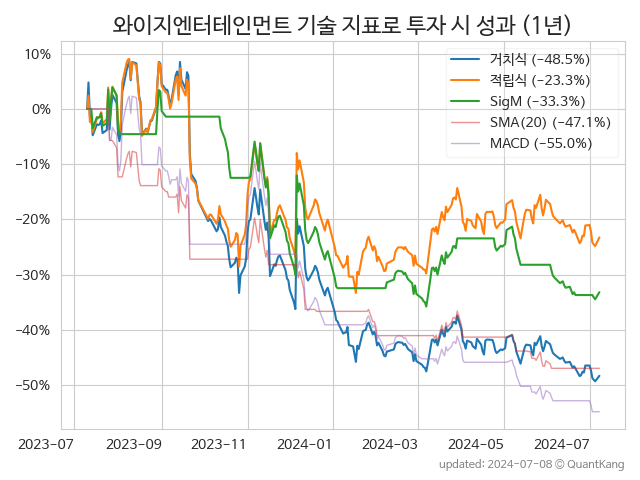 와이지엔터테인먼트 기술 지표로 투자 시 성과 (1년)
10%
0%
−10%
−20%
−30%
−40%
−50%
거치식 (−48.5%)
적립식 (−23.3%)
SigM (−33.3%)
SMA(20) (−47.1%)
MACD (−55.0%)
2023-07 2023-09 2023-11 2024-01 2024-03 2024-05 2024-07
updated: 2024-07-08 © QuantKang